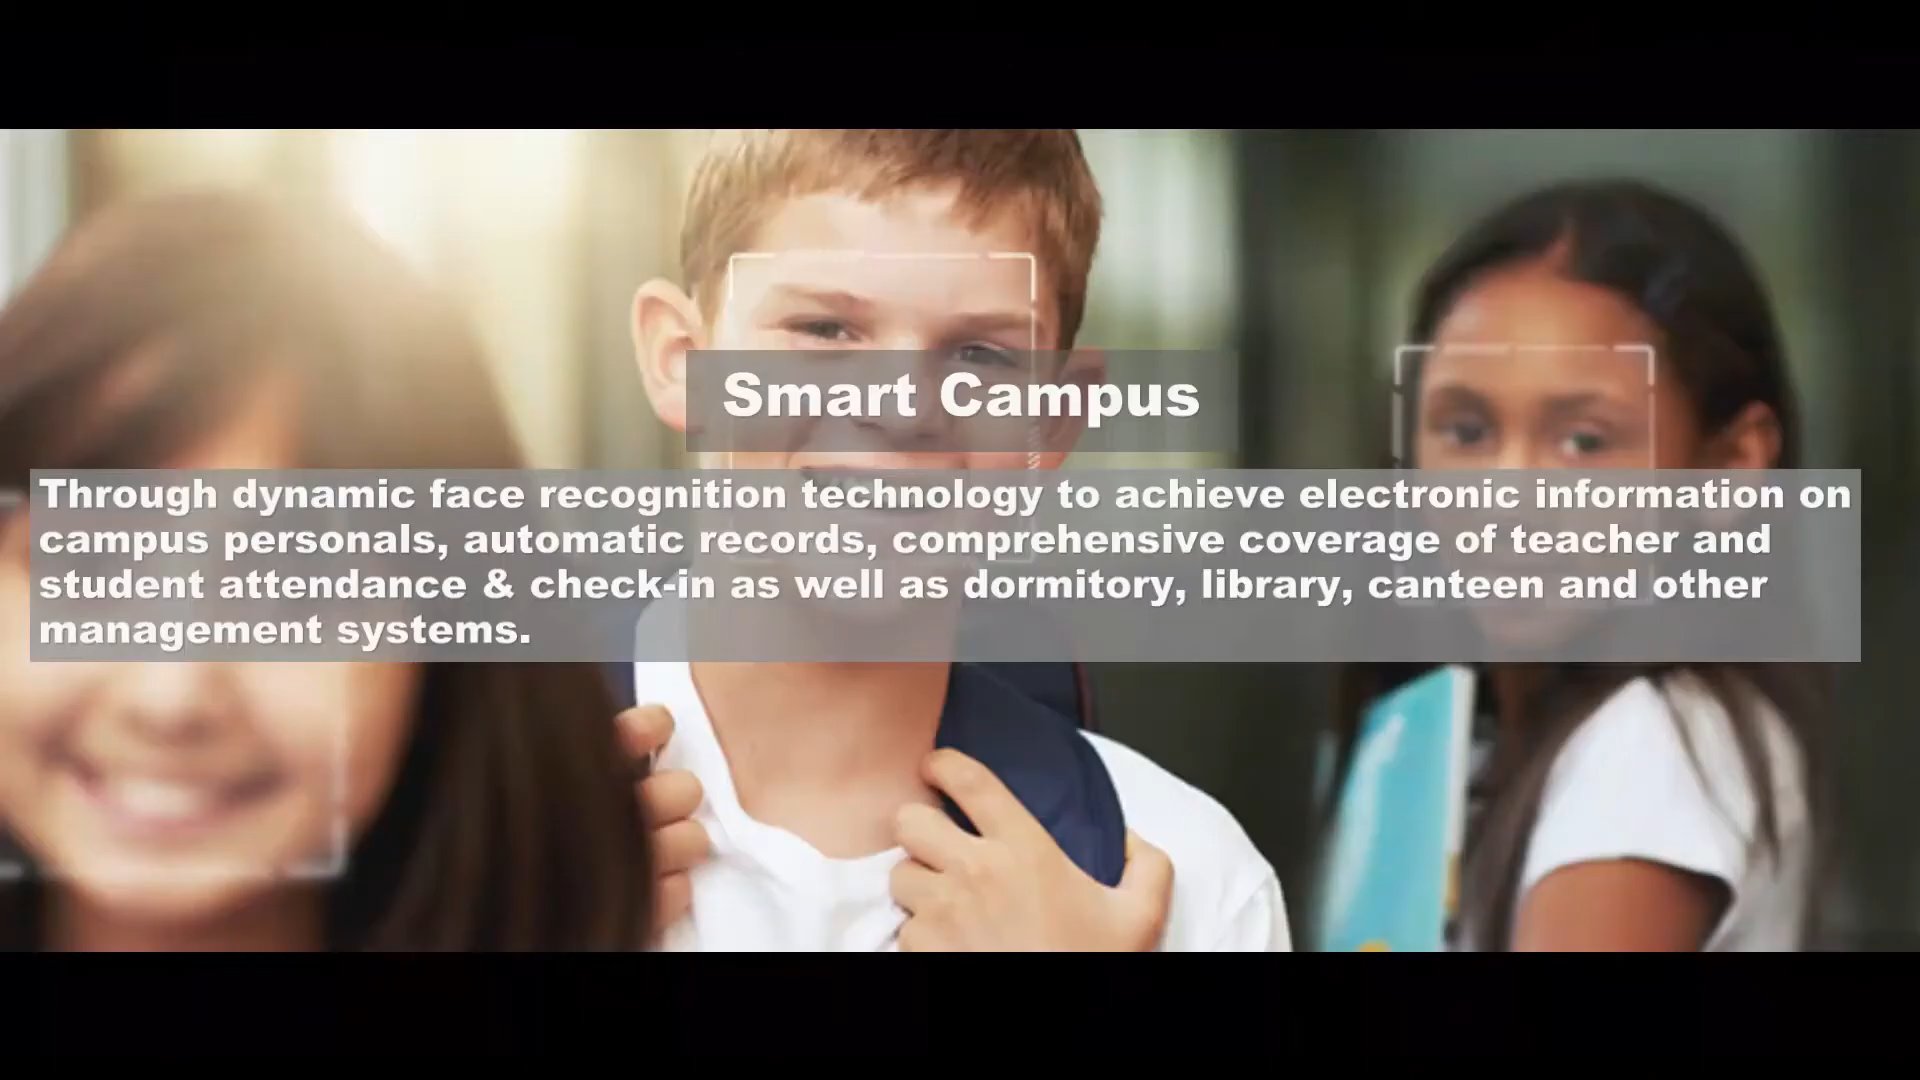 Smart Campus
Through dynamic face recognition technology to achieve electronic information on
campus personals, automatic records, comprehensive coverage of teacher and
student attendance & check-in as well as dormitory, library, canteen and other
management systems.